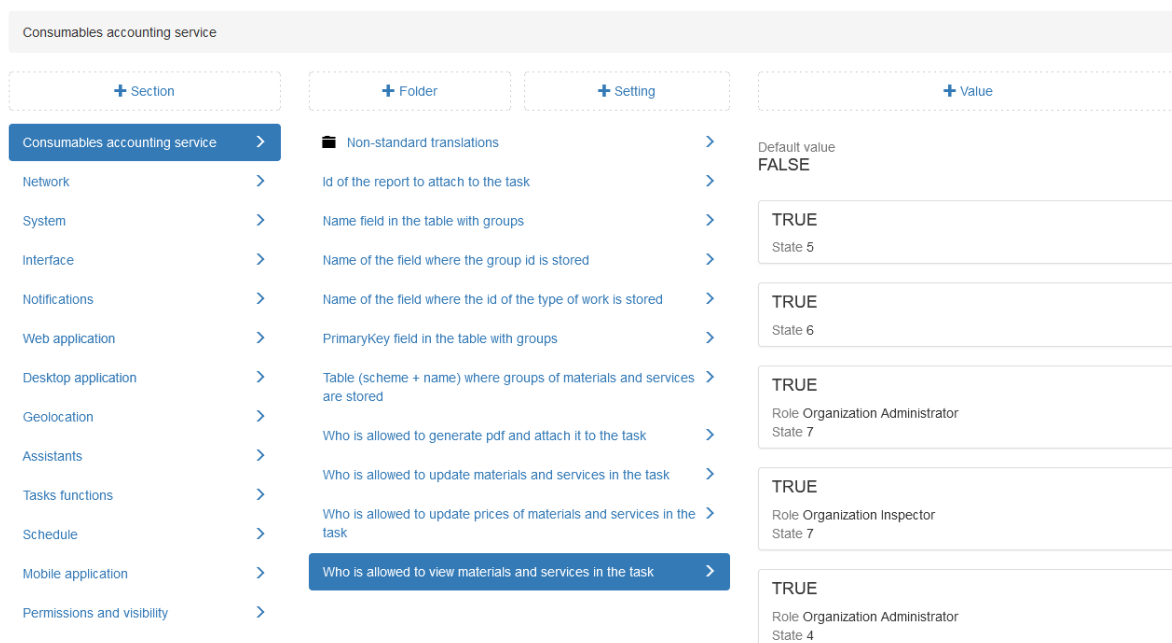 Consumables accounting service
Section
Folder
Setting
Value
Consumables accounting service
Network
System
Interface
Notifications
Web application
Desktop application
Geolocation
Assistants
Tasks functions
Schedule
Mobile application
Permissions and visibility
Non-standard translations
Id of the report to attach to the task
Name field in the table with groups
Name of the field where the group id is stored
Name of the field where the id of the type of work is stored
PrimaryKey field in the table with groups
Table (scheme + name) where groups of materials and services
are stored
Who is allowed to generate pdf and attach it to the task
Who is allowed to update materials and services in the task
Who is allowed to update prices of materials and services in the
task
Who is allowed to view materials and services in the task
Default value
FALSE
TRUE
State 5
TRUE
State 6
TRUE
Role Organization Administrator
State 7
TRUE
Role Organization Inspector
State 7
TRUE
Role Organization Administrator
State 4